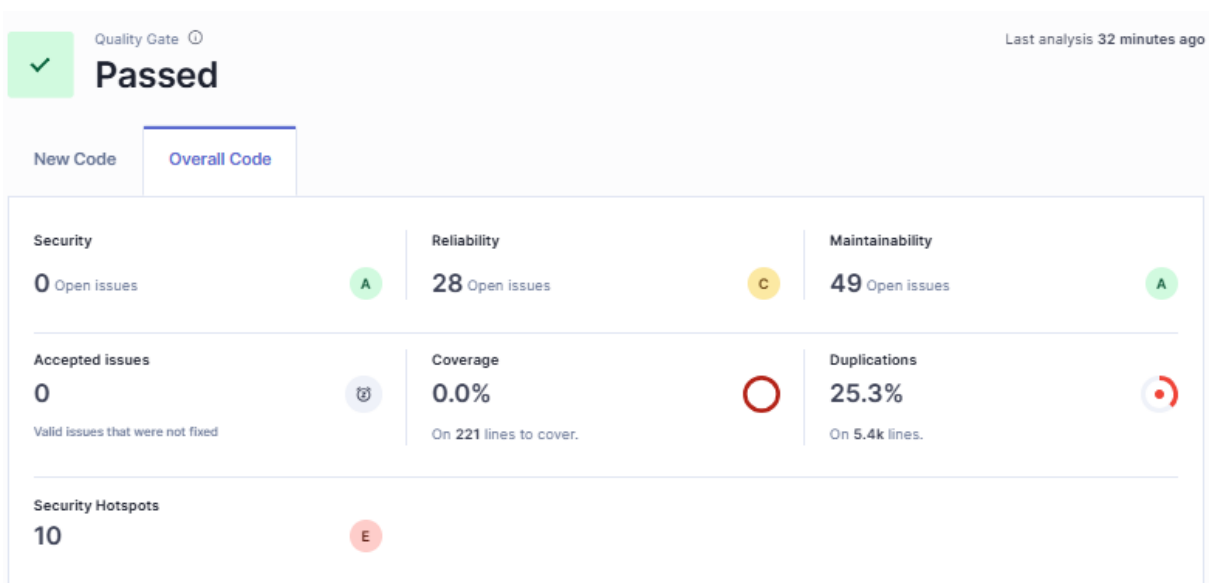 Quality Gate
Last analysis 32 minutes ago
Passed
New Code
Overall Code
Security
Reliability
Maintainability
0 Open issues
A
28 Open issues
C
49 Open issues
A
Accepted issues
Coverage
Duplications
0
0.0%
25.3%
Valid issues that were not fixed
On 221 lines to cover.
On 5.4k lines.
Security Hotspots
10
E